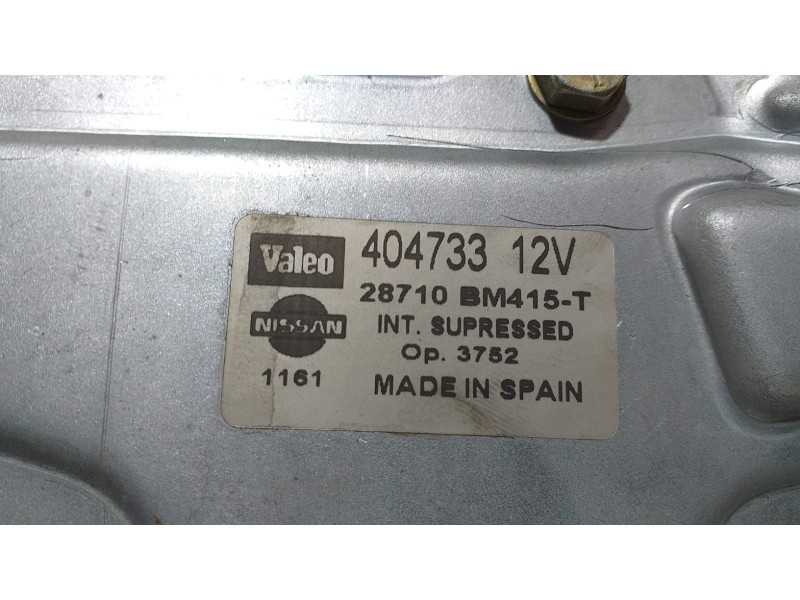 Valeo 404733 12V
28710 BM415-T
NISSAN INT. SUPRESSED
Op. 3752
1161 MADE IN SPAIN